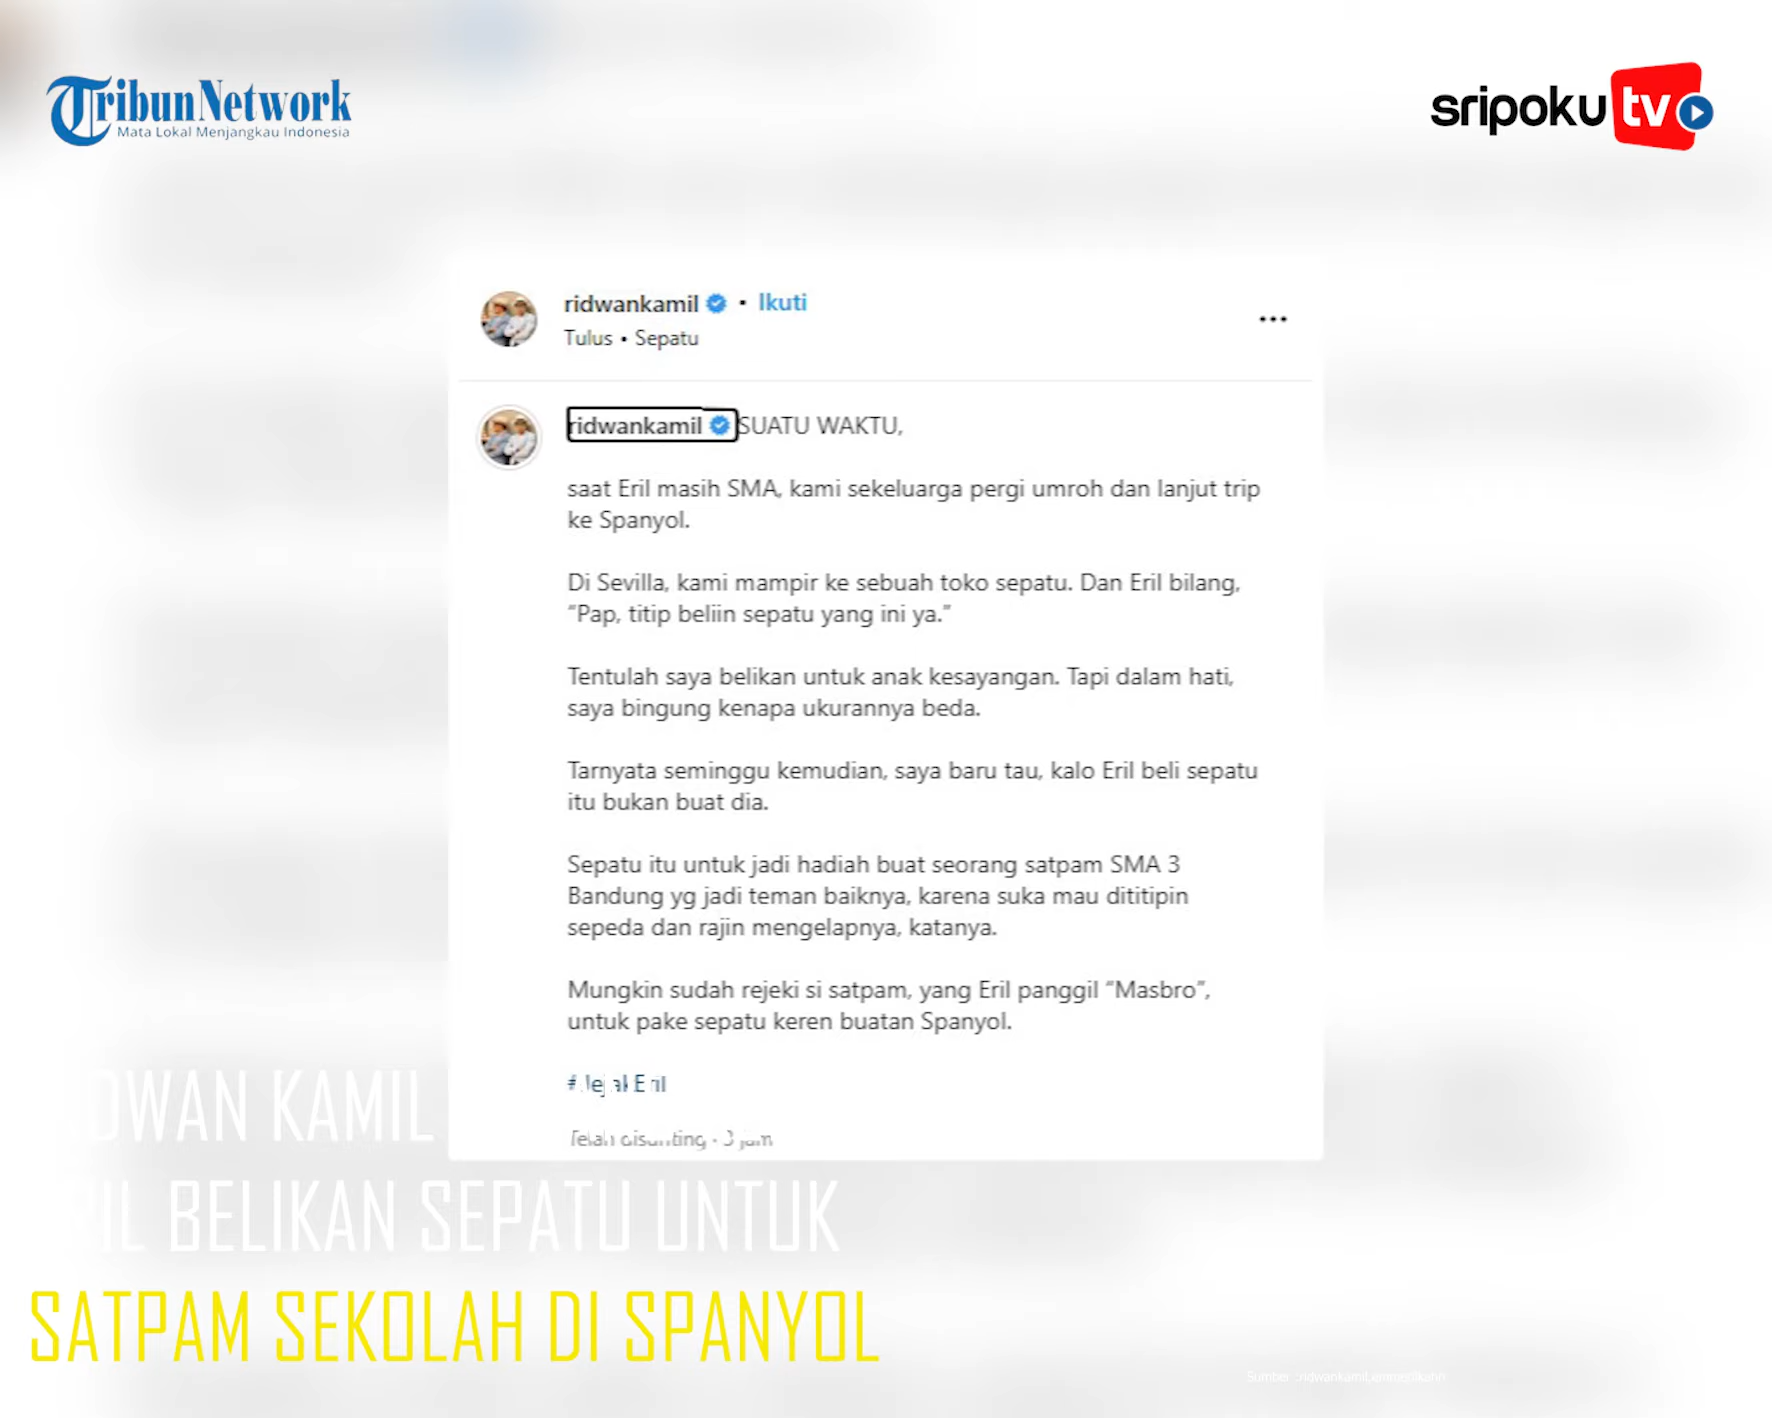 TribunNetwork
Mata Lokal Menjangkau Indonesia
sripoku tv
ridwankamil • Ikuti
Tulus • Sepatu
ridwankamil SUATU WAKTU,
saat Eril masih SMA, kami sekeluarga pergi umroh dan lanjut trip
ke Spanyol.
Di Sevilla, kami mampir ke sebuah toko sepatu. Dan Eril bilang,
“Pap, titip beliin sepatu yang ini ya.”
Tentulah saya belikan untuk anak kesayangan. Tapi dalam hati,
saya bingung kenapa ukurannya beda.
Tarnyata seminggu kemudian, saya baru tau, kalo Eril beli sepatu
itu bukan buat dia.
Sepatu itu untuk jadi hadiah buat seorang satpam SMA 3
Bandung yg jadi teman baiknya, karena suka mau dititipin
sepeda dan rajin mengelapnya, katanya.
Mungkin sudah rejeki si satpam, yang Eril panggil “Masbro”,
untuk pake sepatu keren buatan Spanyol.
#JejakEril
Telah disunting · 3 jam
DWAN KAMIL
IL BELIKAN SEPATU UNTUK
SATPAM SEKOLAH DI SPANYOL